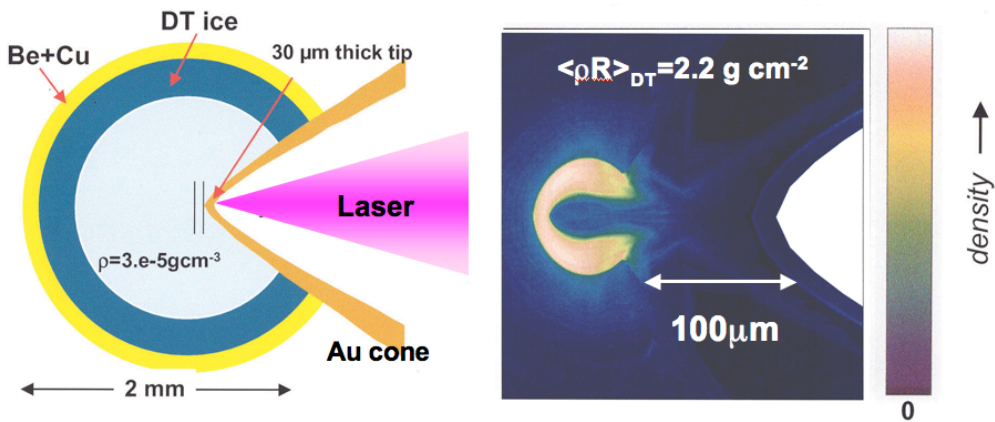 DT ice
Be+Cu
30 µm thick tip
Laser
ρ=3.e-5gcm-3
Au cone
2 mm
<ρR>DT=2.2 g cm-2
100µm
density
0